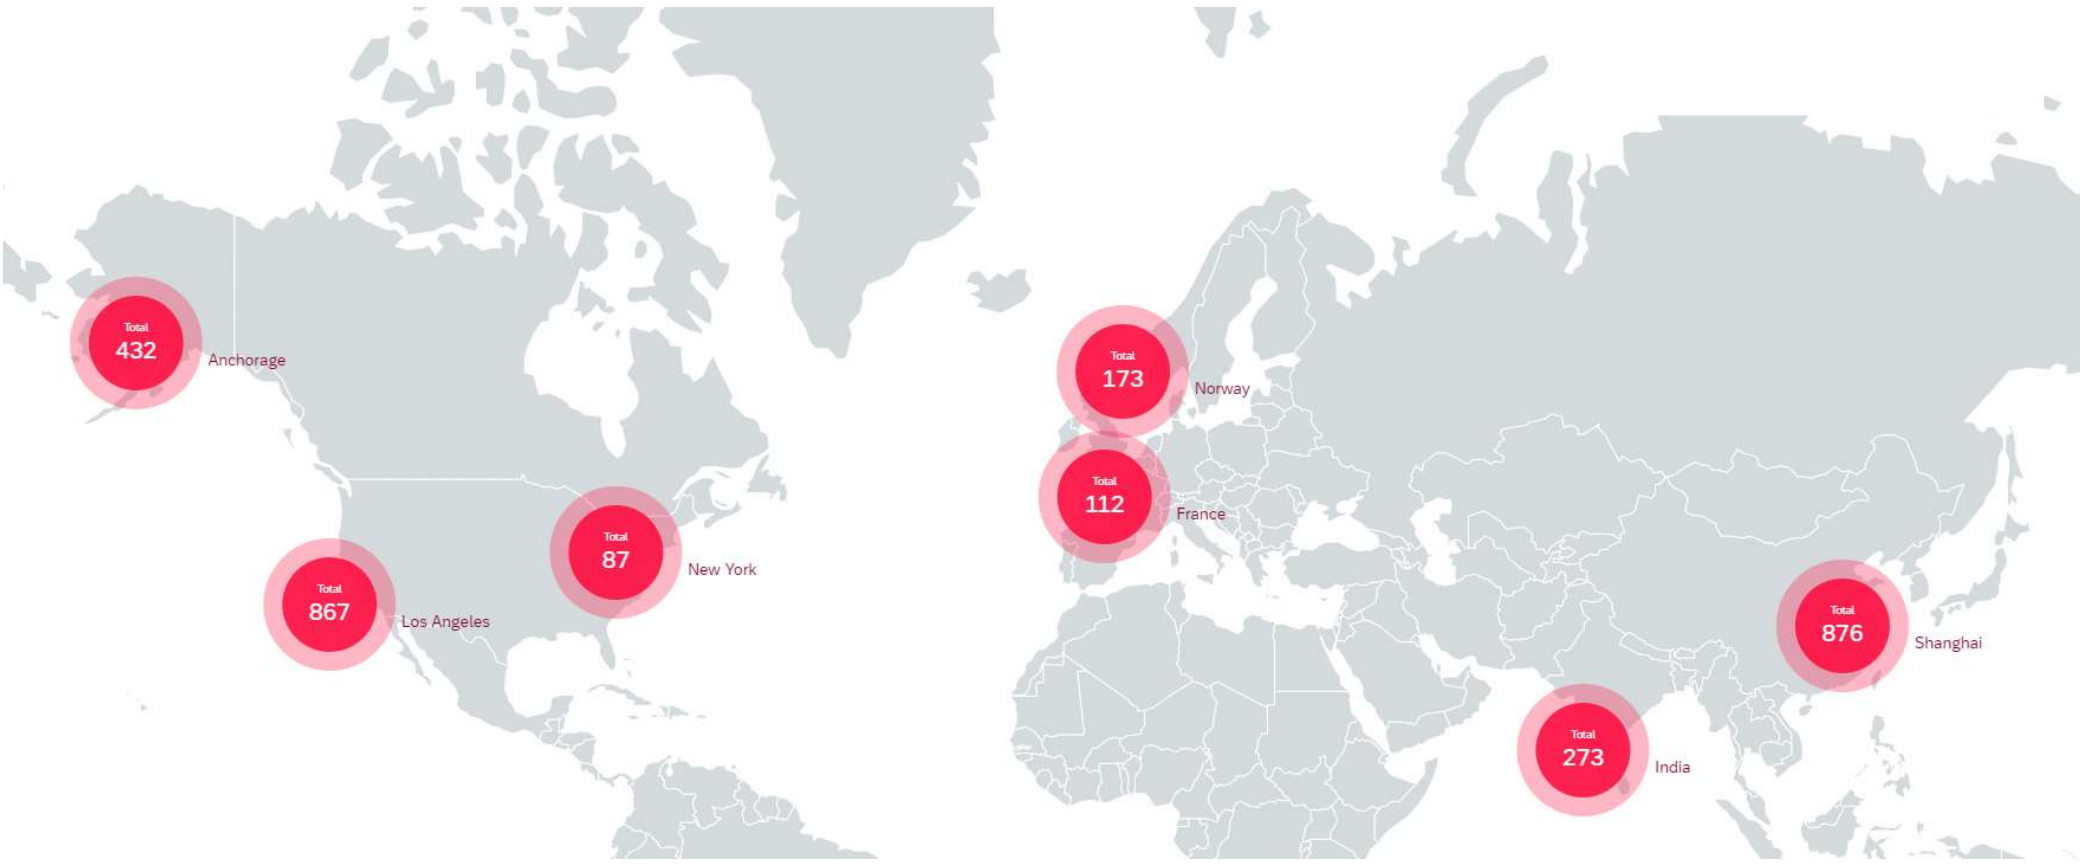 Total
432
Anchorage
Total
173
Norway
Total
112
France
Total
87
New York
Total
867
Los Angeles
Total
876
Shanghai
Total
273
India